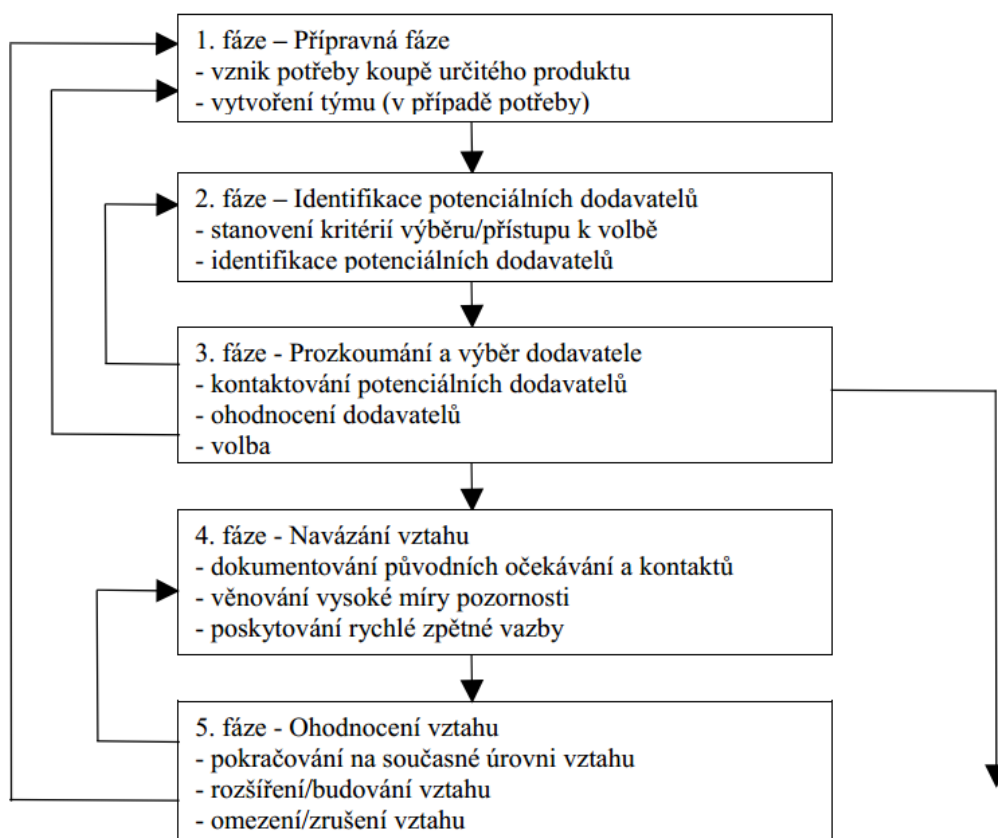 1. fáze – Přípravná fáze
- vznik potřeby koupě určitého produktu
- vytvoření týmu (v případě potřeby)
2. fáze – Identifikace potenciálních dodavatelů
- stanovení kritérií výběru/přístupu k volbě
- identifikace potenciálních dodavatelů
3. fáze - Prozkoumání a výběr dodavatele
- kontaktování potenciálních dodavatelů
- ohodnocení dodavatelů
- volba
4. fáze - Navázání vztahu
- dokumentování původních očekávání a kontaktů
- věnování vysoké míry pozornosti
- poskytování rychlé zpětné vazby
5. fáze - Ohodnocení vztahu
- pokračování na současné úrovni vztahu
- rozšíření/budování vztahu
- omezení/zrušení vztahu